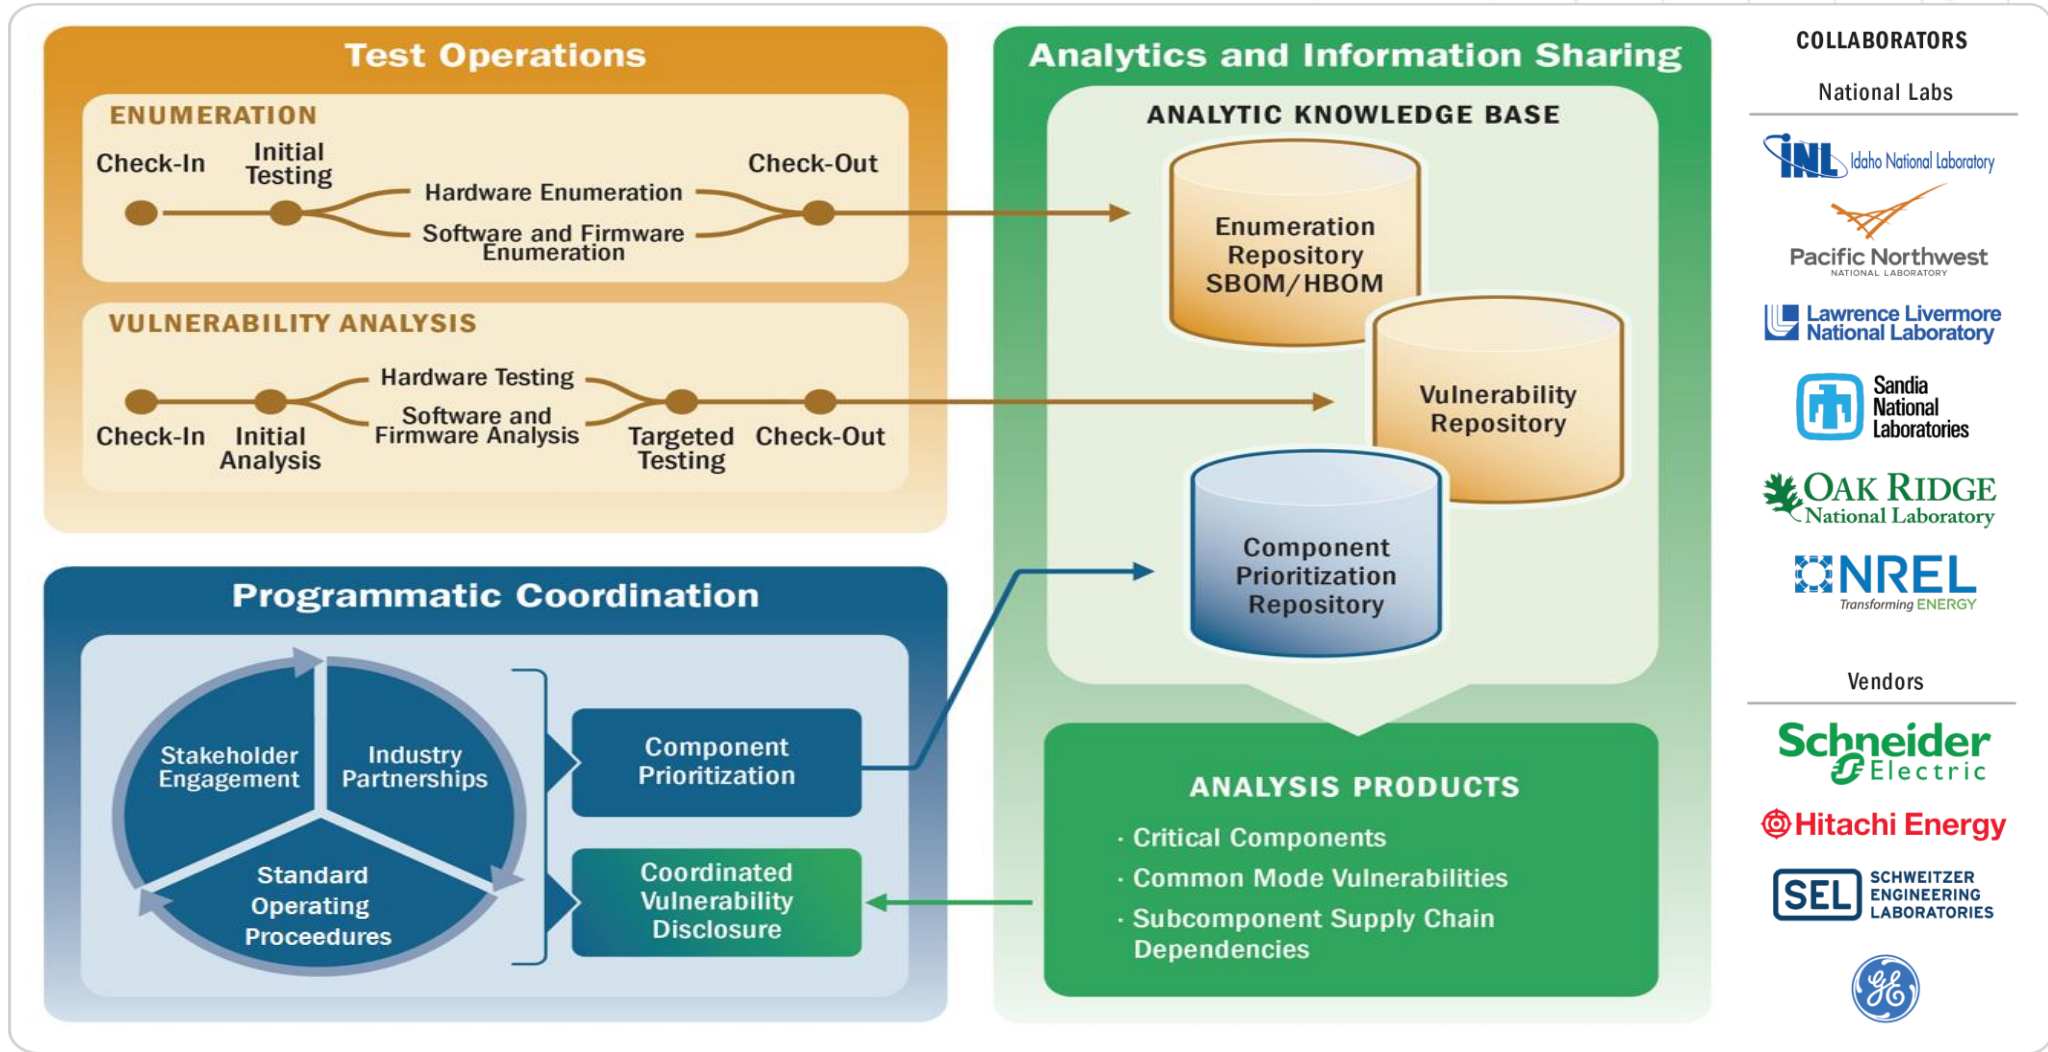 Test Operations
ENUMERATION
Check-In
Initial
Testing
Hardware Enumeration
Software and Firmware
Enumeration
Check-Out
VULNERABILITY ANALYSIS
Check-In
Initial
Analysis
Hardware Testing
Software and
Firmware Analysis
Targeted
Testing
Check-Out
Programmatic Coordination
Stakeholder
Engagement
Industry
Partnerships
Standard
Operating
Proceedures
Component
Prioritization
Coordinated
Vulnerability
Disclosure
Analytics and Information Sharing
ANALYTIC KNOWLEDGE BASE
Enumeration
Repository
SBOM/HBOM
Vulnerability
Repository
Component
Prioritization
Repository
ANALYSIS PRODUCTS
· Critical Components
· Common Mode Vulnerabilities
· Subcomponent Supply Chain
Dependencies
COLLABORATORS
National Labs
INL Idaho National Laboratory
Pacific Northwest
NATIONAL LABORATORY
Lawrence Livermore
National Laboratory
Sandia
National
Laboratories
OAK RIDGE
National Laboratory
NREL
Transforming ENERGY
Vendors
Schneider
Electric
Hitachi Energy
SEL
SCHWEITZER
ENGINEERING
LABORATORIES
GE